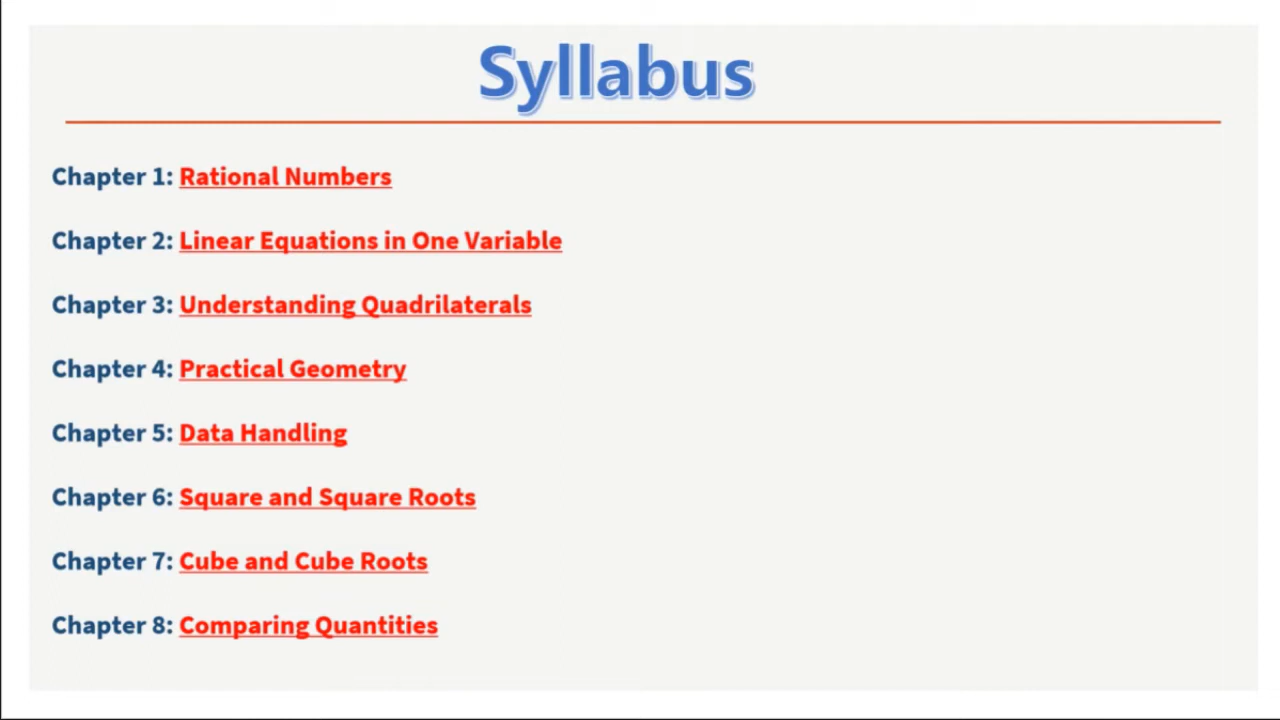 Syllabus
Chapter 1: Rational Numbers
Chapter 2: Linear Equations in One Variable
Chapter 3: Understanding Quadrilaterals
Chapter 4: Practical Geometry
Chapter 5: Data Handling
Chapter 6: Square and Square Roots
Chapter 7: Cube and Cube Roots
Chapter 8: Comparing Quantities